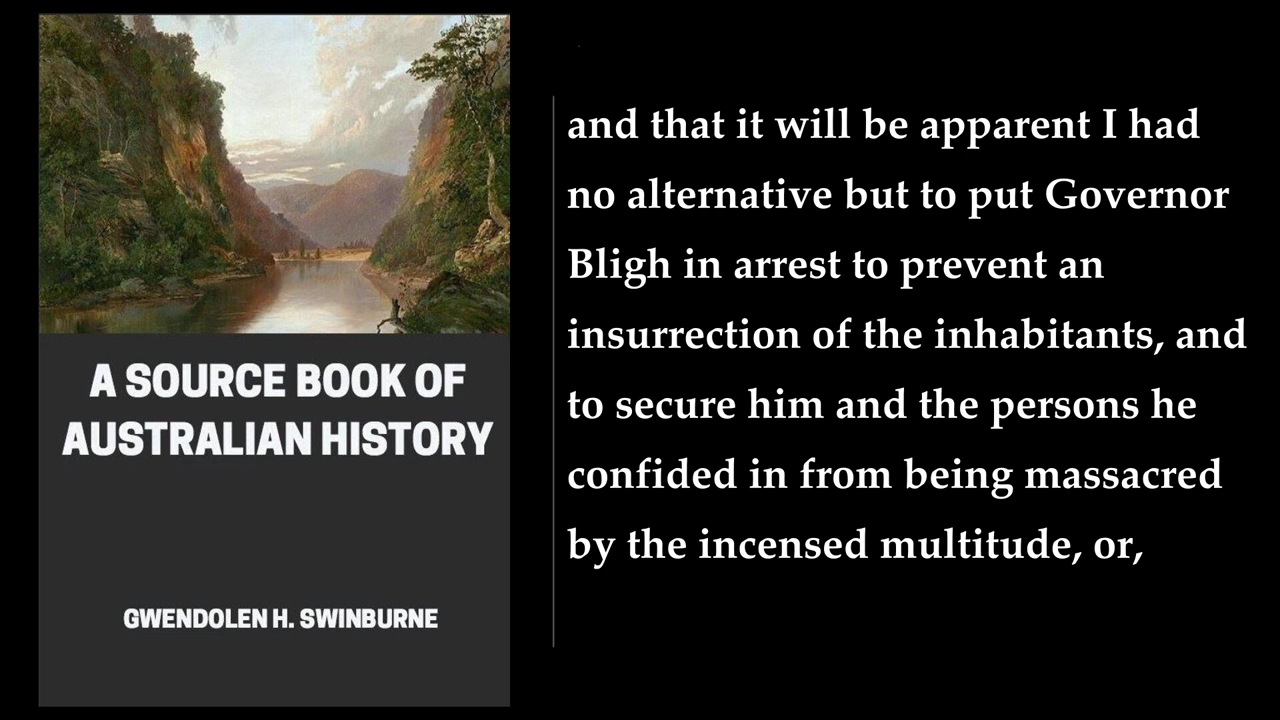 A SOURCE BOOK OF
AUSTRALIAN HISTORY
GWENDOLEN H. SWINBURNE
and that it will be apparent I had
no alternative but to put Governor
Bligh in arrest to prevent an
insurrection of the inhabitants, and
to secure him and the persons he
confided in from being massacred
by the incensed multitude, or,